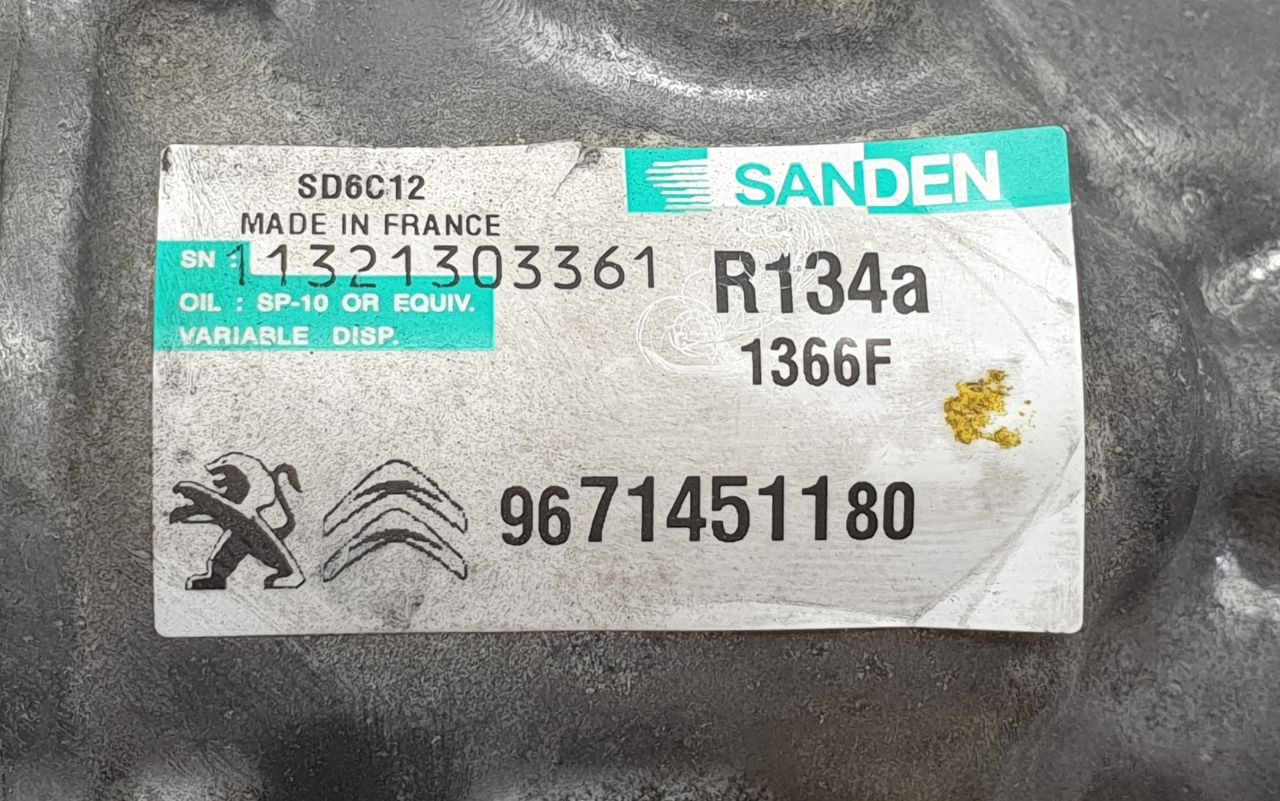 SANDEN
SD6C12
MADE IN FRANCE
SN : 11321303361
R134a
OIL : SP-10 OR EQUIV.
VARIABLE DISP.
1366F
9671451180